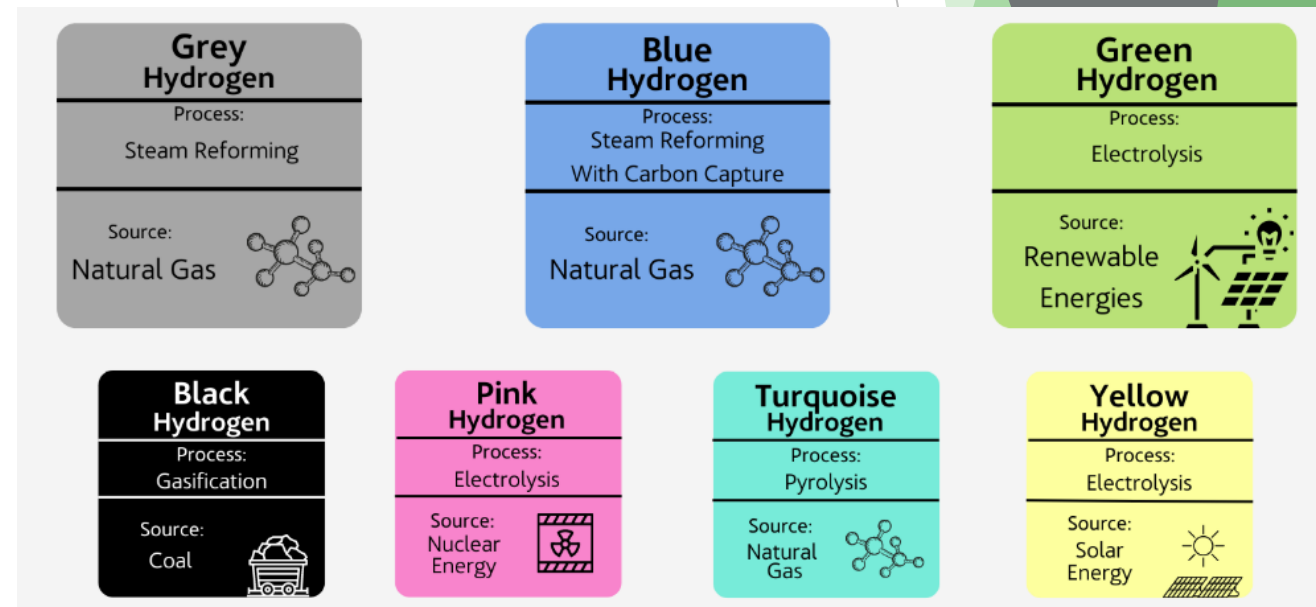 Grey
Hydrogen
Process:
Steam Reforming
Source:
Natural Gas
Blue
Hydrogen
Process:
Steam Reforming
With Carbon Capture
Source:
Natural Gas
Green
Hydrogen
Process:
Electrolysis
Source:
Renewable
Energies
Black
Hydrogen
Process:
Gasification
Source:
Coal
Pink
Hydrogen
Process:
Electrolysis
Source:
Nuclear
Energy
Turquoise
Hydrogen
Process:
Pyrolysis
Source:
Natural
Gas
Yellow
Hydrogen
Process:
Electrolysis
Source:
Solar
Energy